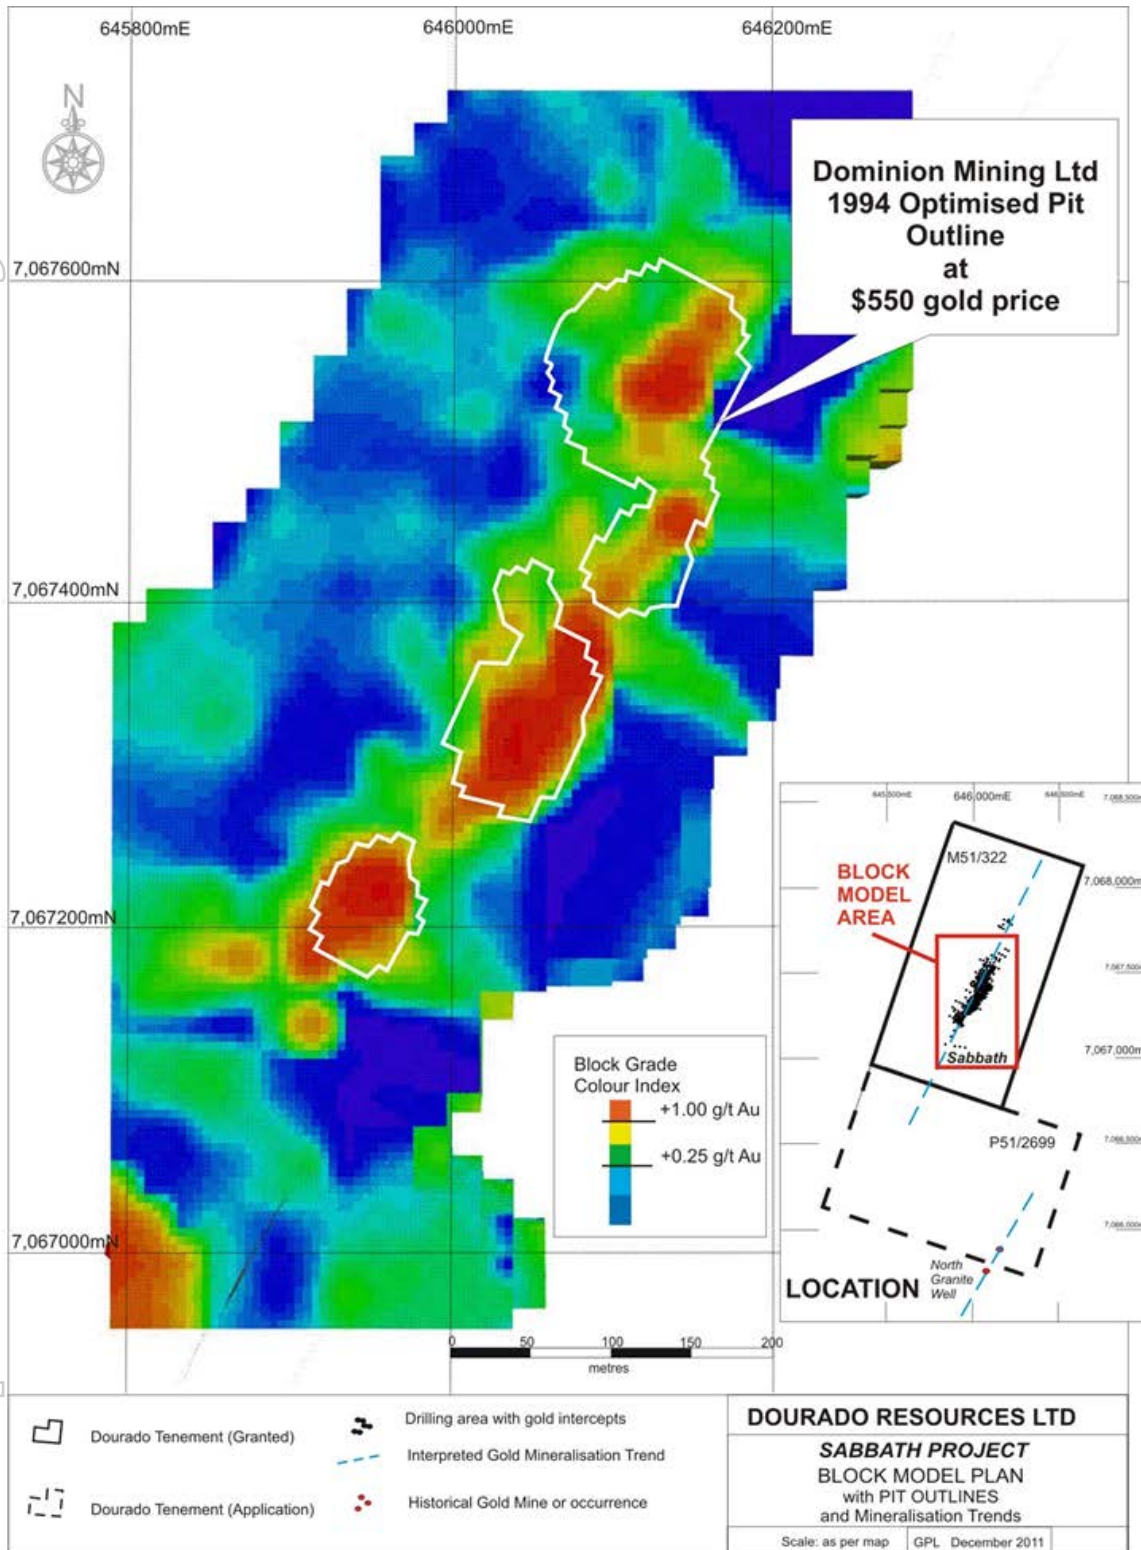 645800mE
646000mE
646200mE
N
Dominion Mining Ltd
1994 Optimised Pit
Outline
at
$550 gold price
7,067600mN
7,067400mN
7,067200mN
7,067000mN
646,000mE
M51/322
BLOCK
MODEL
AREA
7,068,000m
7,067,500m
7,067,000m
Sabbath
P51/2699
North
Granite
Well
LOCATION
Block Grade
Colour Index
+1.00 g/t Au
+0.25 g/t Au
0 50 100 150 200
metres
Dourado Tenement (Granted)
Dourado Tenement (Application)
Drilling area with gold intercepts
Interpreted Gold Mineralisation Trend
Historical Gold Mine or occurrence
DOURADO RESOURCES LTD
SABBATH PROJECT
BLOCK MODEL PLAN
with PIT OUTLINES
and Mineralisation Trends
Scale: as per map GPL December 2011